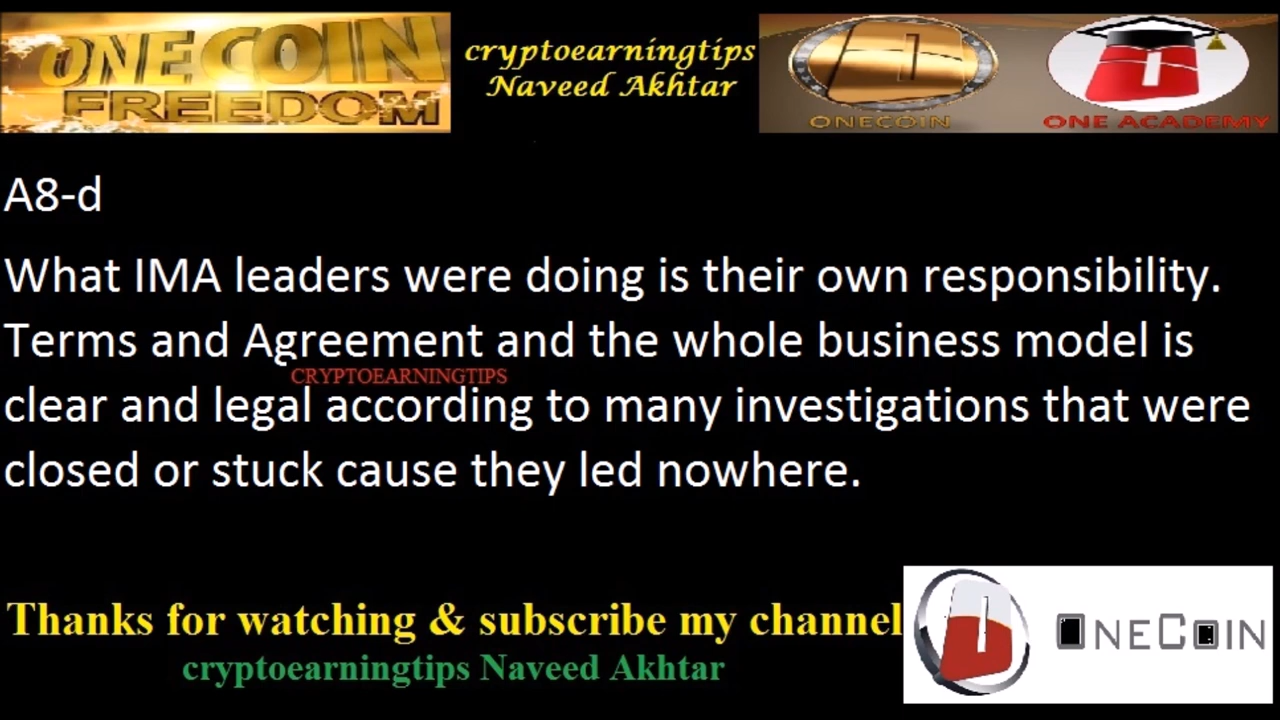 ONE COIN
FREEDOM
cryptoearningtips
Naveed Akhtar
ONECOIN
ONE ACADEMY
A8-d
What IMA leaders were doing is their own responsibility.
Terms and Agreement and the whole business model is
CRYPTOEARNINGTIPS
clear and legal according to many investigations that were
closed or stuck cause they led nowhere.
Thanks for watching & subscribe my channel
cryptoearningtips Naveed Akhtar
ONECOIN